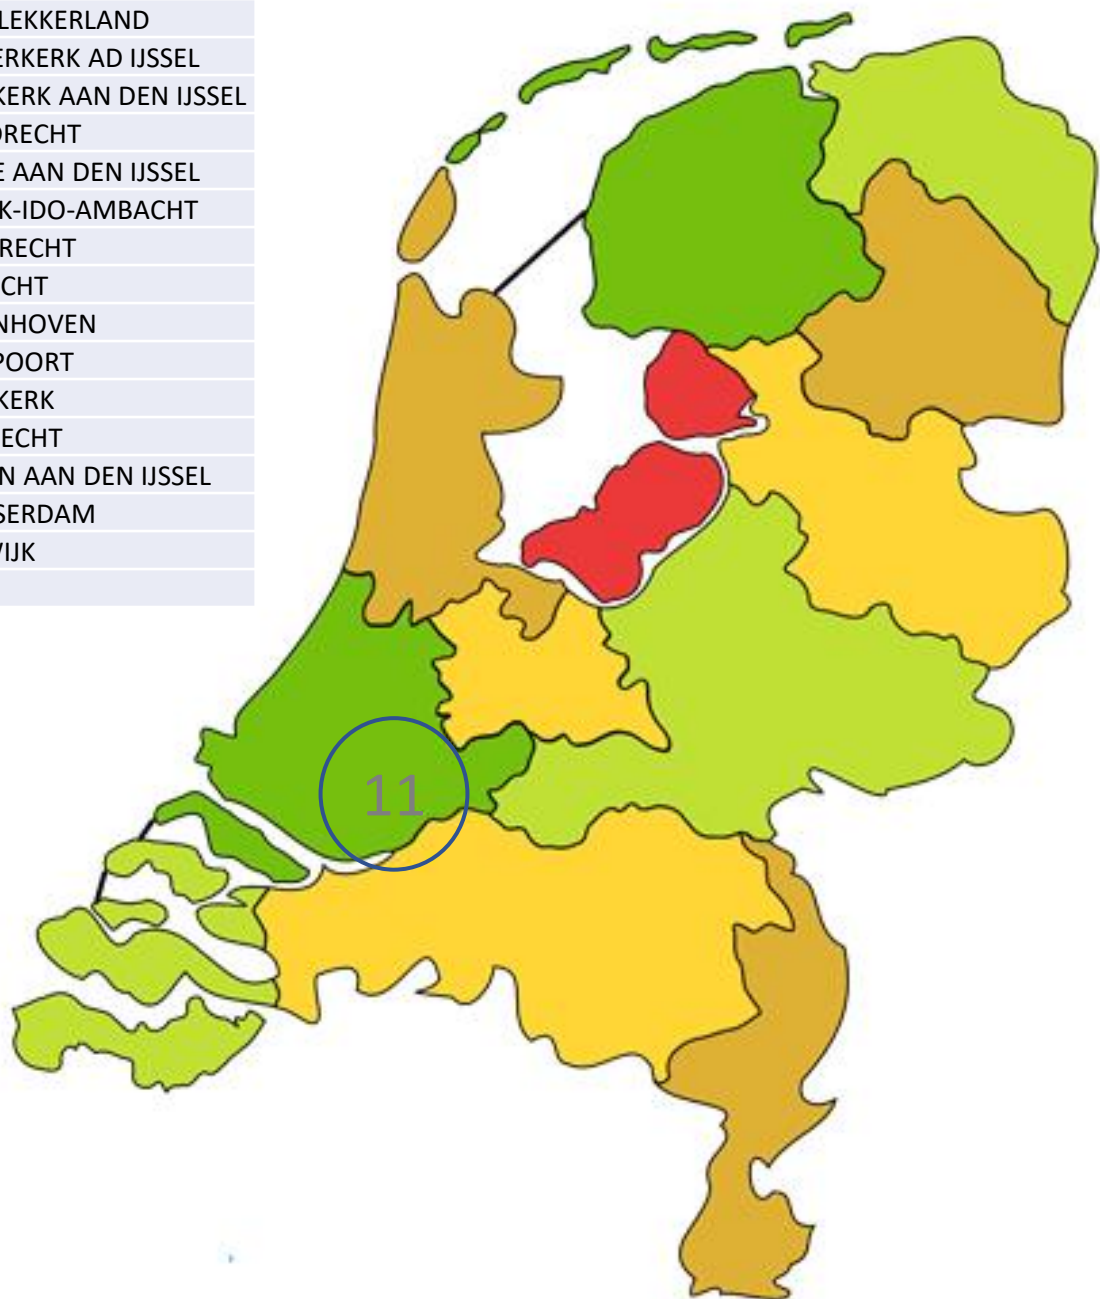 LEKKERLAND
ERKERK AD IJSSEL
KERK AAN DEN IJSSEL
DRECHT
E AAN DEN IJSSEL
K-IDO-AMBACHT
RECHT
CHT
NHOVEN
POORT
KERK
ECHT
N AAN DEN IJSSEL
SERDAM
WIJK
11